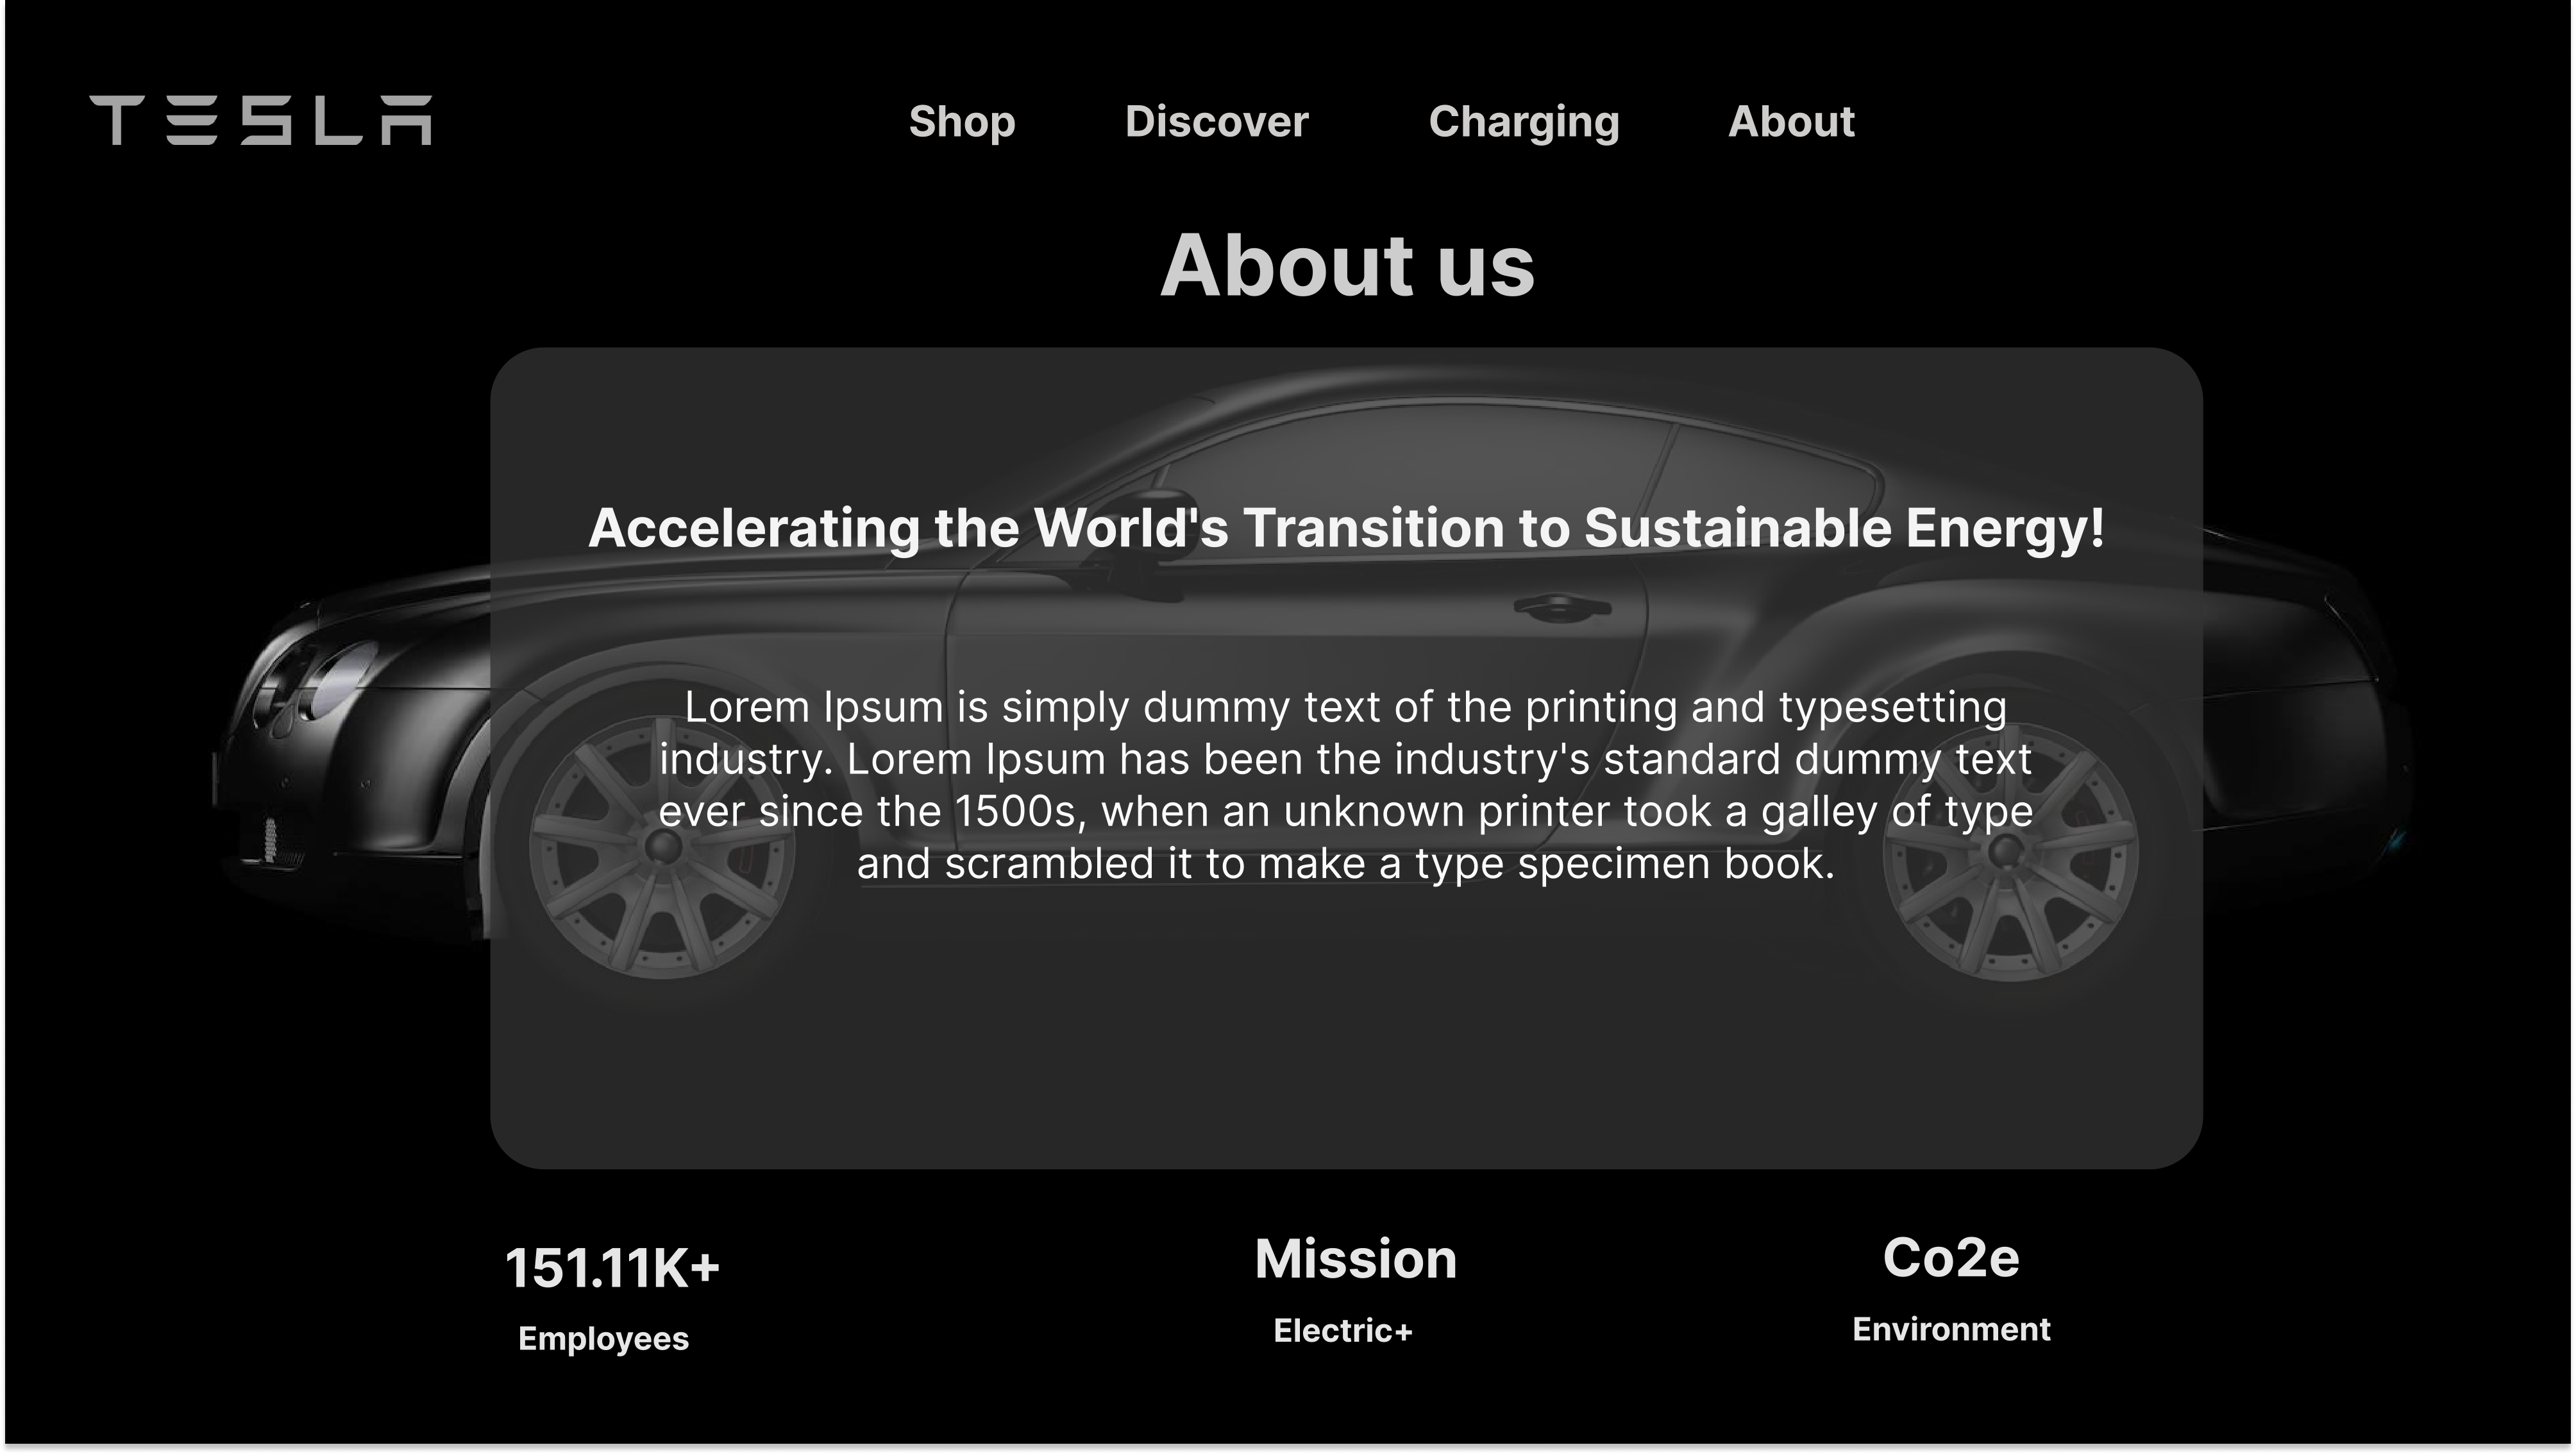 TESLA
Shop Discover Charging About
About us
Accelerating the World's Transition to Sustainable Energy!
Lorem Ipsum is simply dummy text of the printing and typesetting
industry. Lorem Ipsum has been the industry's standard dummy text
ever since the 1500s, when an unknown printer took a galley of type
and scrambled it to make a type specimen book.
151.11K+
Employees
Mission
Electric+
Co2e
Environment